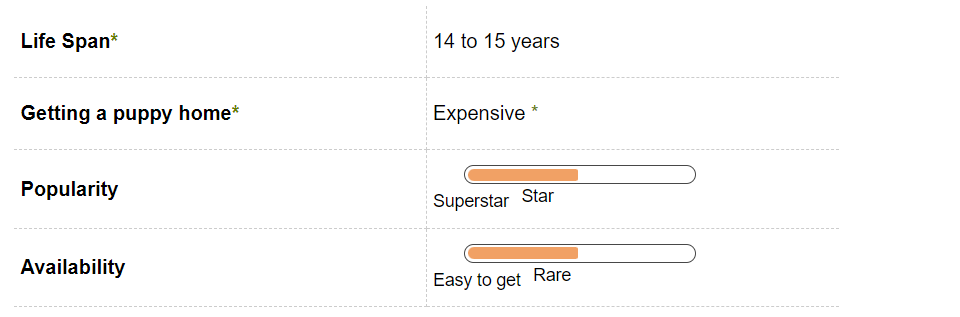 Life Span* 14 to 15 years
Getting a puppy home* Expensive *
Popularity
Superstar Star
Availability
Easy to get Rare